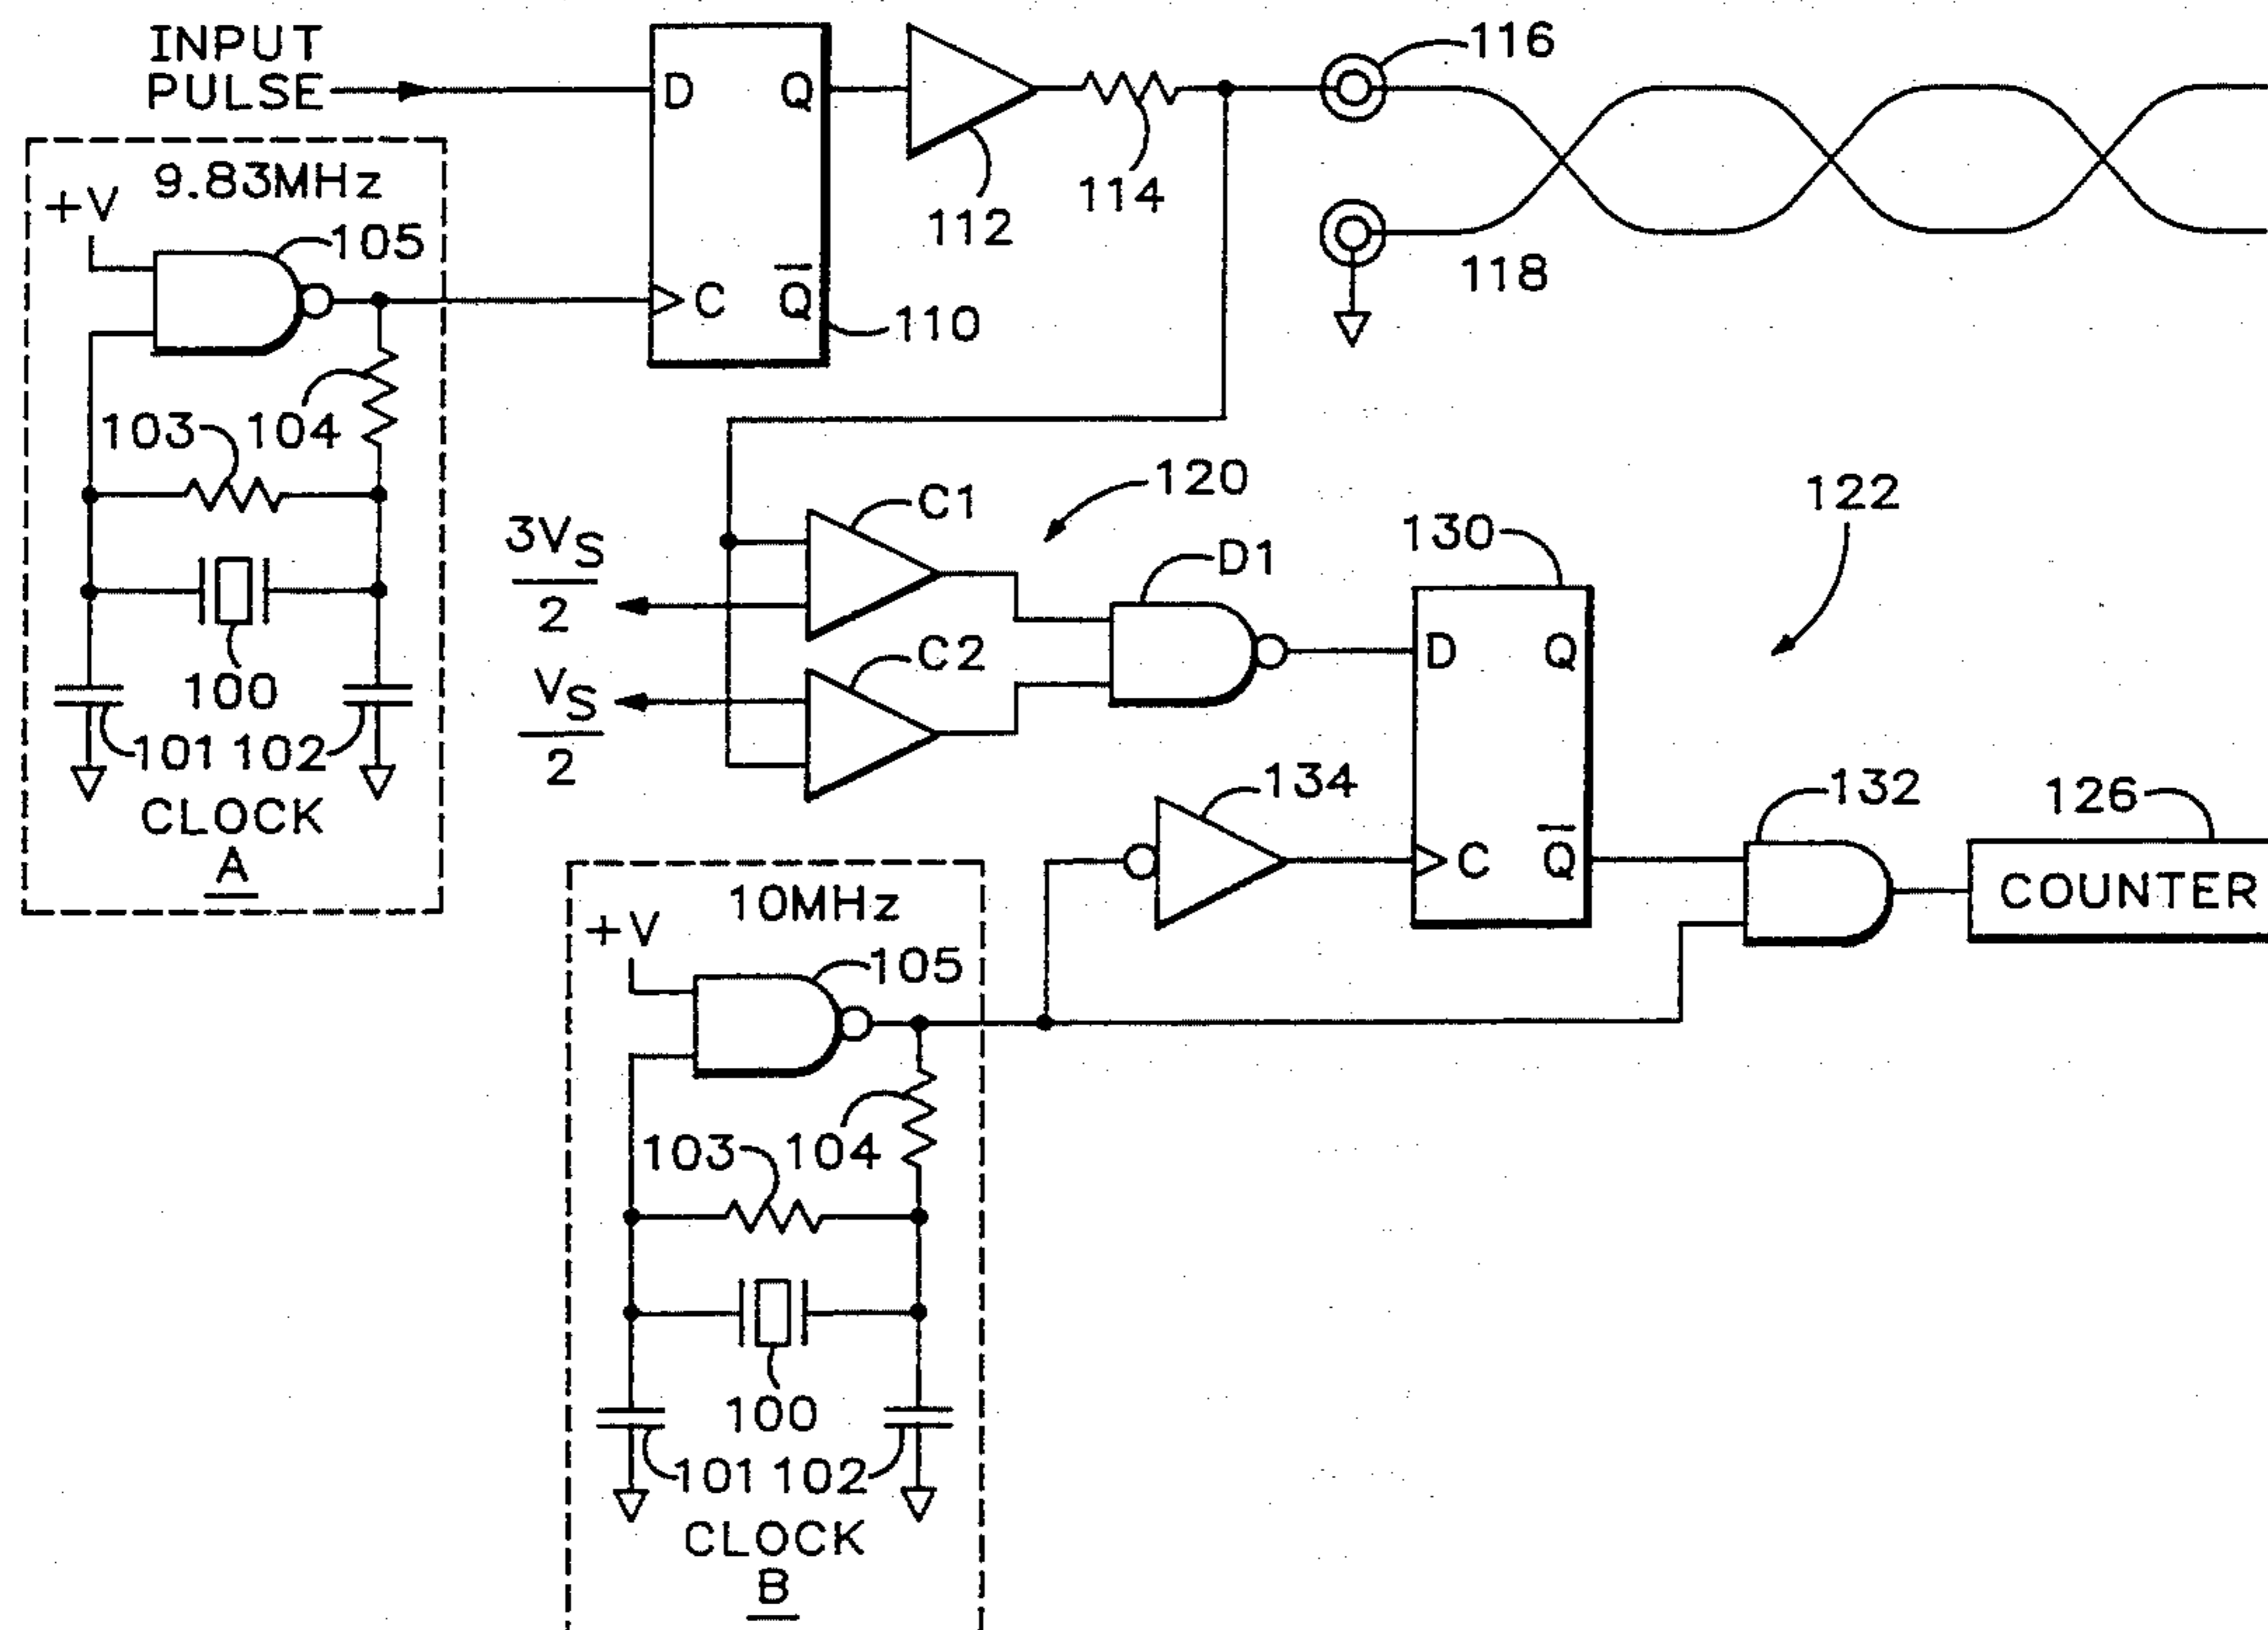 INPUT
PULSE
D Q
C Q
110
112
114
116
118
9.83MHz
+V
105
103
104
100
101 102
CLOCK
A
3VS
2
VS
2
C1
C2
120
D1
130
122
D Q
C Q
134
132
126
COUNTER
10MHz
+V
105
103
104
100
101 102
CLOCK
B